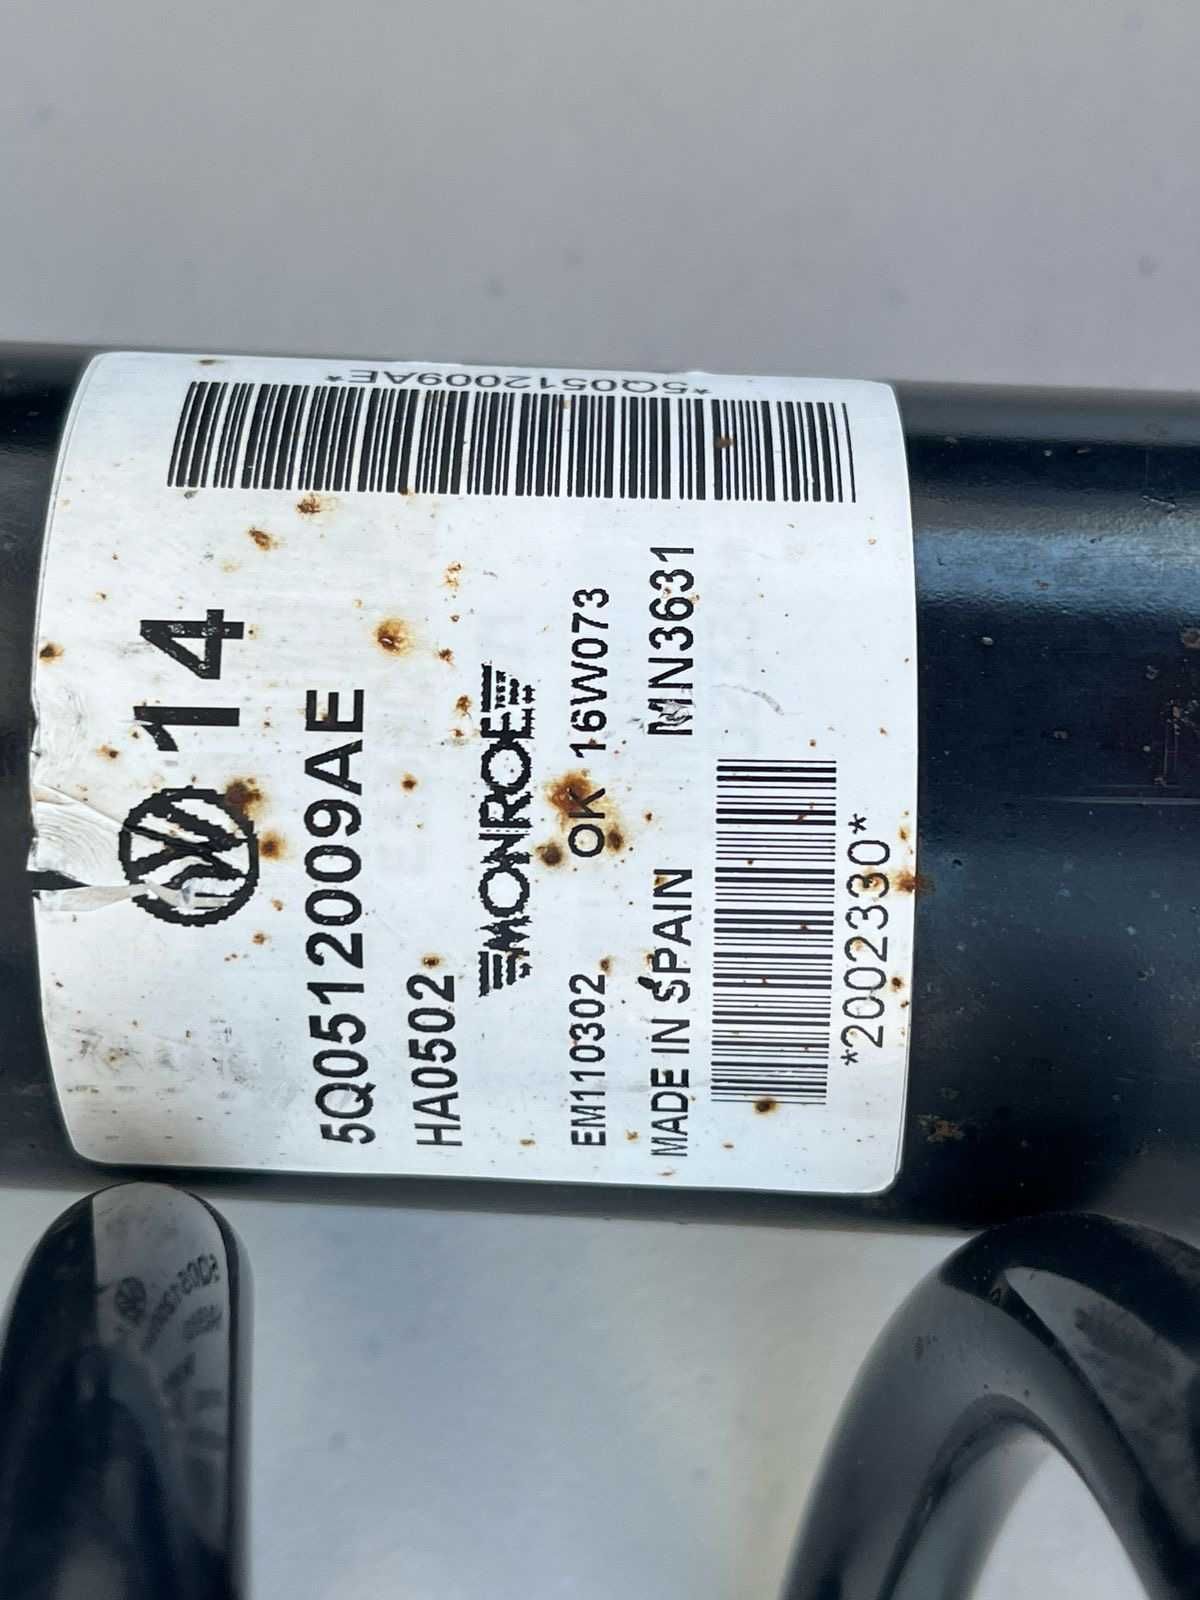 *5Q0512009AE*
14
5Q0512009AE
HA0502
MONROE
EM110302 OK 16W073
MADE IN SPAIN MN3631
*2002330*